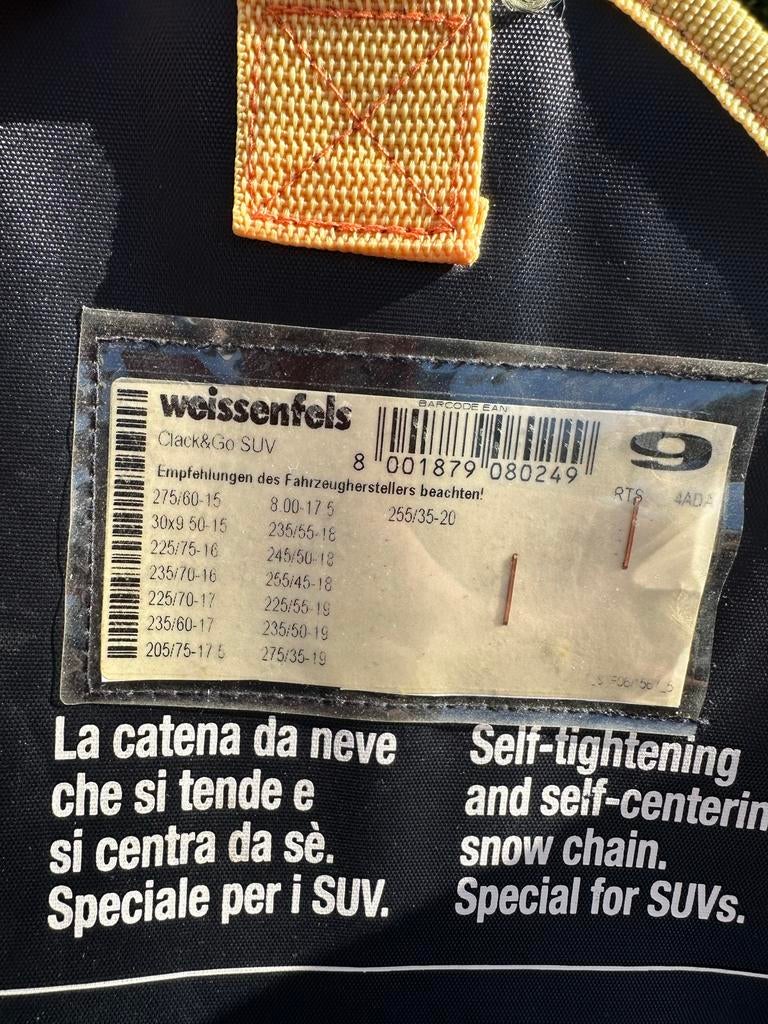 weissenfels
Clack&Go SUV
BARCODE EAN
8 001879 080249
9
RTS
Empfehlungen des Fahrzeugherstellers beachten!
275/60-15 8.00-17 5 255/35-20
30x9 50-15 235/55-18
225/75-16 245/50-18
235/70-16 255/45-18
225/70-17 225/55-19
235/60-17 235/50-19
205/75-17 5 275/35-19
La catena da neve
che si tende e
si centra da sè.
Speciale per i SUV.
Self-tightening
and self-centerin
snow chain.
Special for SUVs.